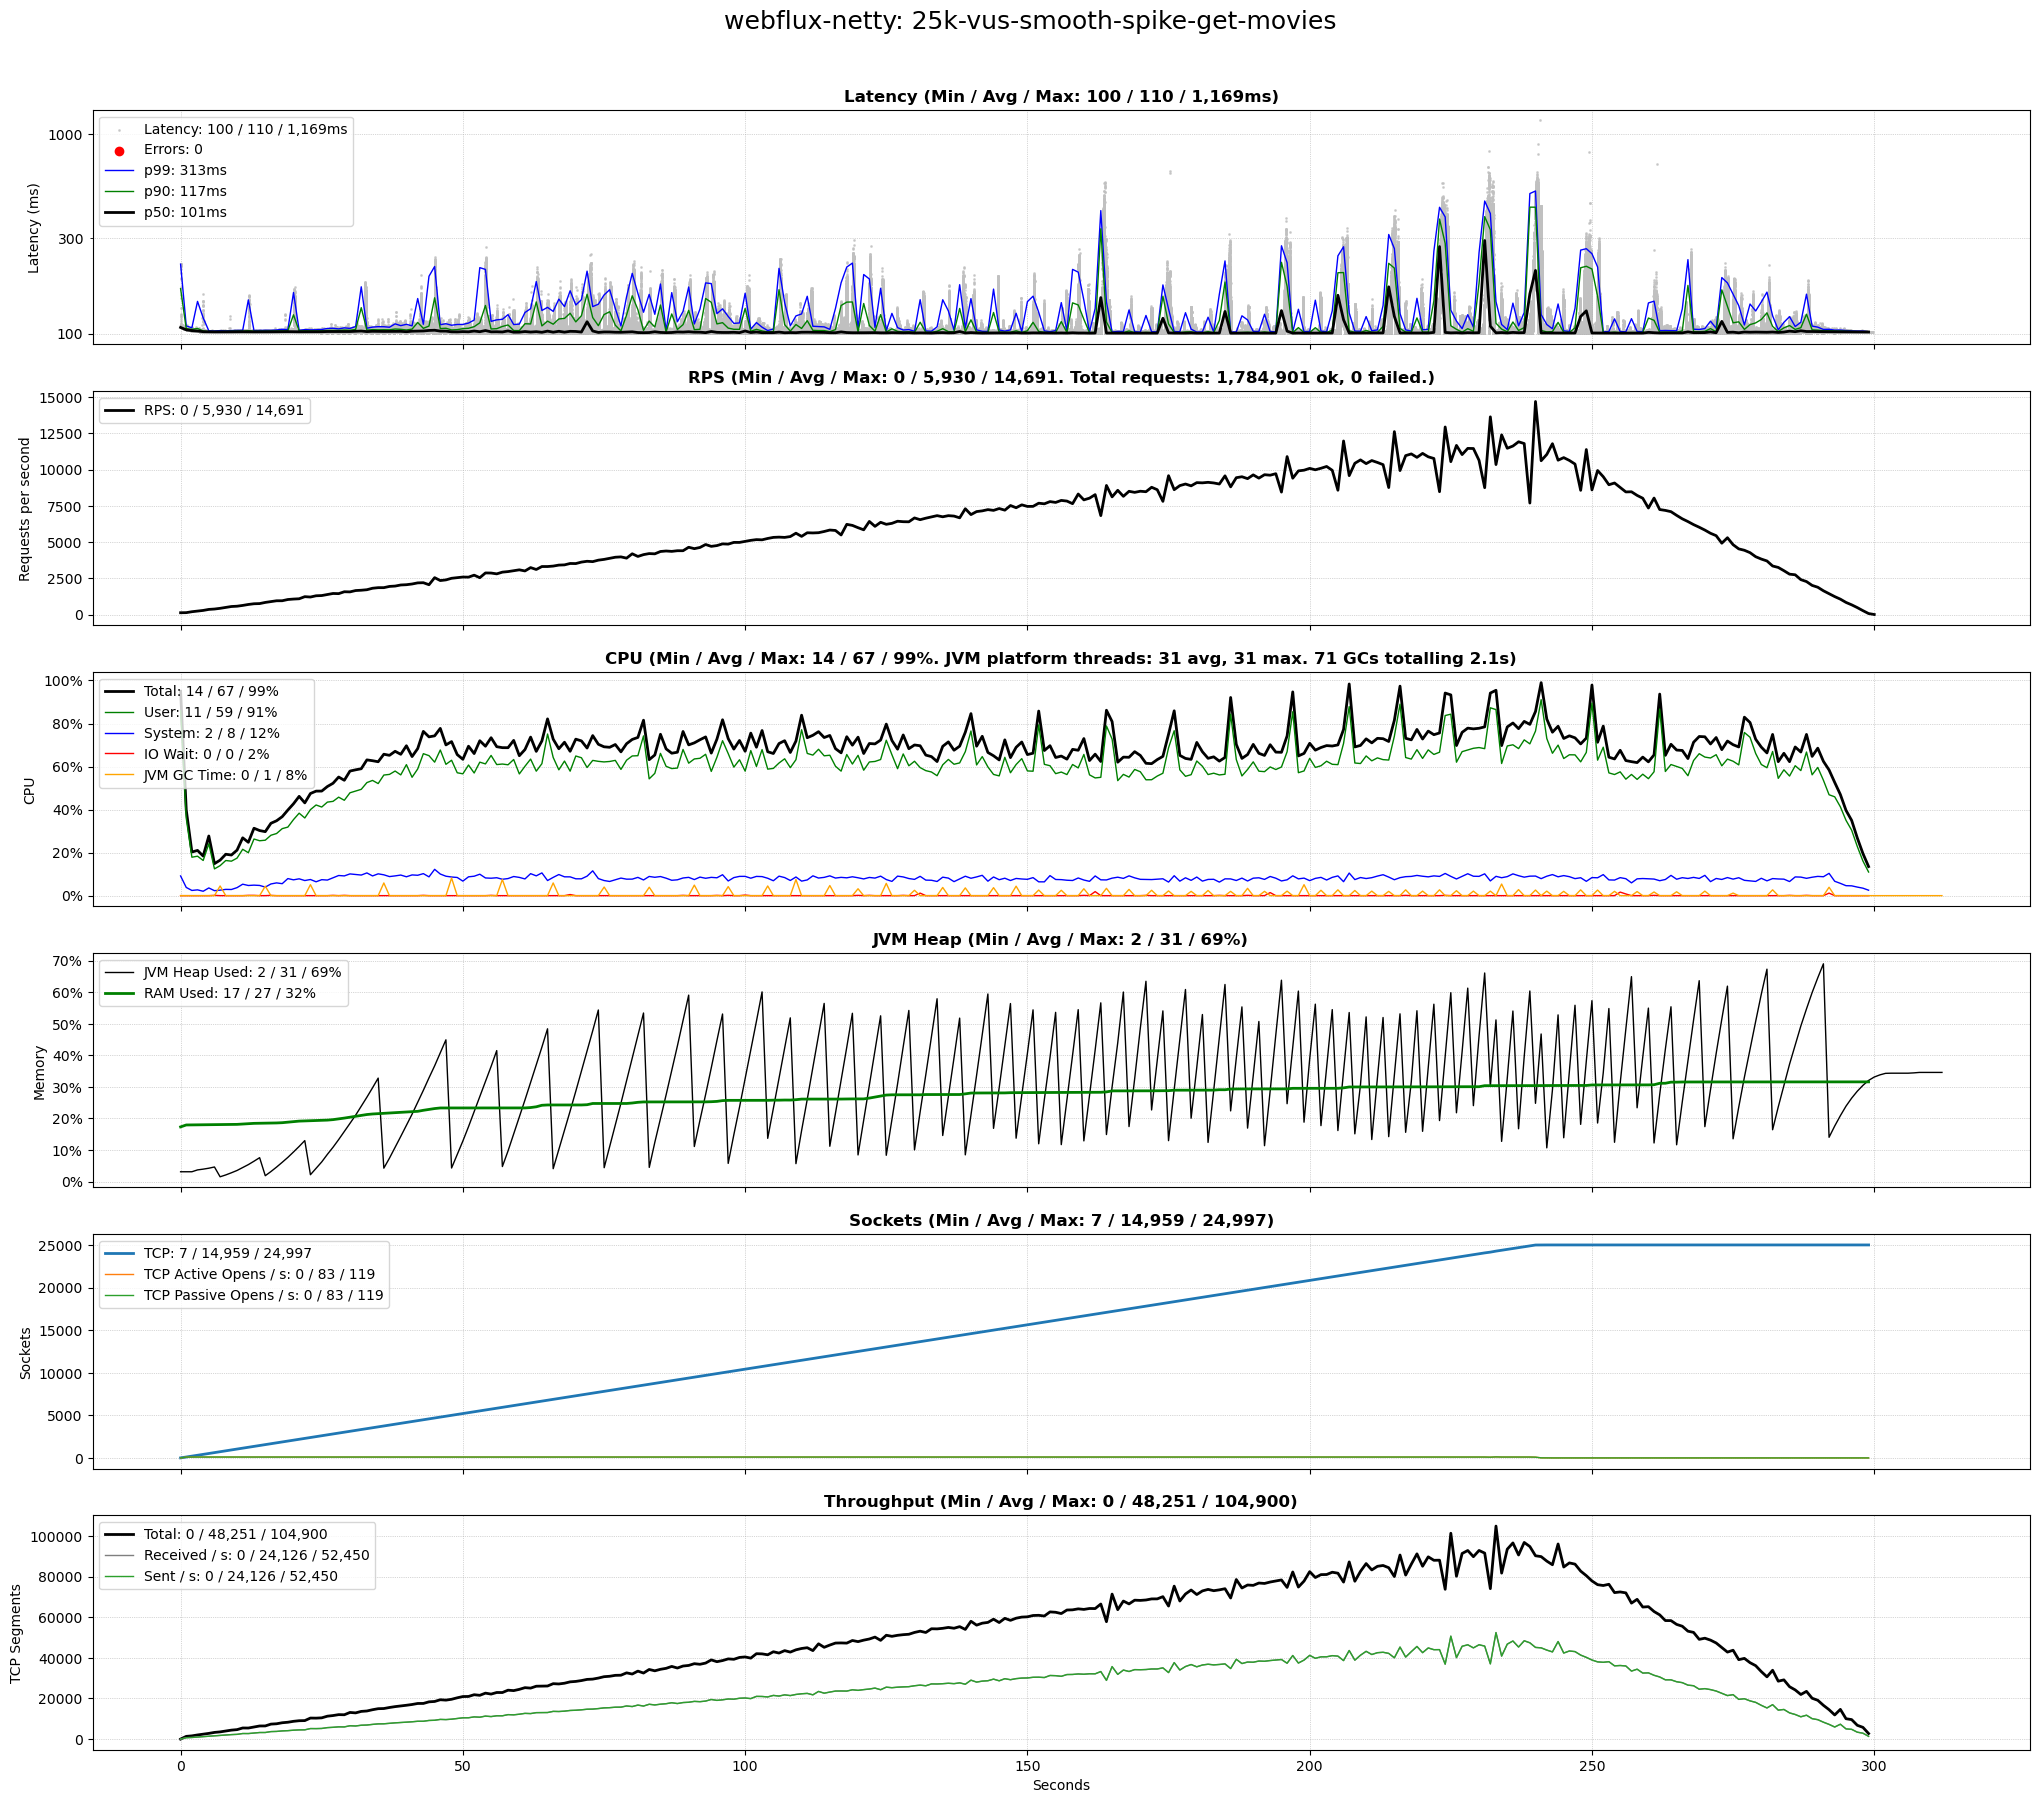 webflux-netty: 25k-vus-smooth-spike-get-movies
Latency (Min / Avg / Max: 100 / 110 / 1,169ms)
Latency (ms)
1000
300
100
Latency: 100 / 110 / 1,169ms
Errors: 0
p99: 313ms
p90: 117ms
p50: 101ms
RPS (Min / Avg / Max: 0 / 5,930 / 14,691. Total requests: 1,784,901 ok, 0 failed.)
Requests per second
15000
12500
10000
7500
5000
2500
0
RPS: 0 / 5,930 / 14,691
CPU (Min / Avg / Max: 14 / 67 / 99%. JVM platform threads: 31 avg, 31 max. 71 GCs totalling 2.1s)
CPU
100%
80%
60%
40%
20%
0%
Total: 14 / 67 / 99%
User: 11 / 59 / 91%
System: 2 / 8 / 12%
IO Wait: 0 / 0 / 2%
JVM GC Time: 0 / 1 / 8%
JVM Heap (Min / Avg / Max: 2 / 31 / 69%)
Memory
70%
60%
50%
40%
30%
20%
10%
0%
JVM Heap Used: 2 / 31 / 69%
RAM Used: 17 / 27 / 32%
Sockets (Min / Avg / Max: 7 / 14,959 / 24,997)
Sockets
25000
20000
15000
10000
5000
0
TCP: 7 / 14,959 / 24,997
TCP Active Opens / s: 0 / 83 / 119
TCP Passive Opens / s: 0 / 83 / 119
Throughput (Min / Avg / Max: 0 / 48,251 / 104,900)
TCP Segments
100000
80000
60000
40000
20000
0
Total: 0 / 48,251 / 104,900
Received / s: 0 / 24,126 / 52,450
Sent / s: 0 / 24,126 / 52,450
0 50 100 150 200 250 300
Seconds